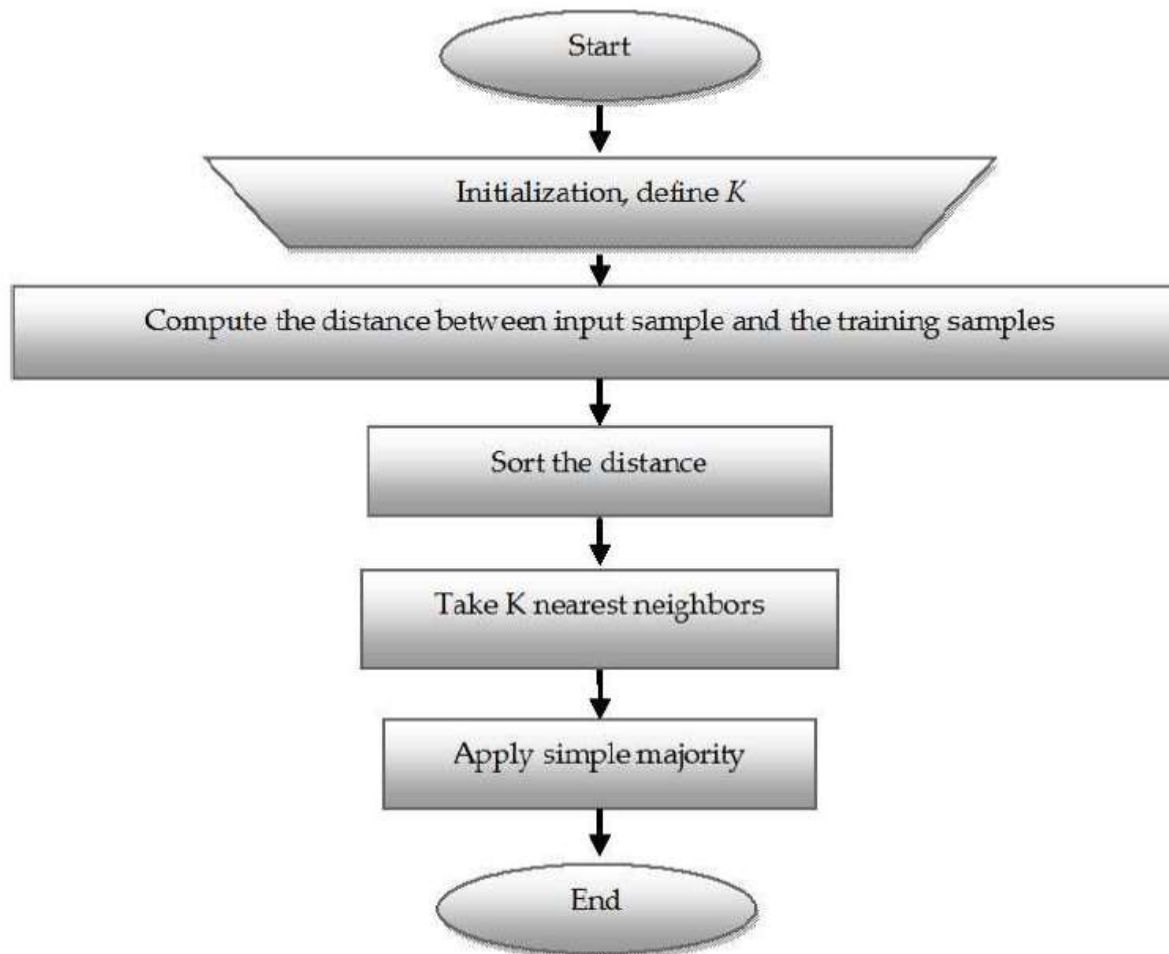 Start
Initialization, define K
Compute the distance between input sample and the training samples
Sort the distance
Take K nearest neighbors
Apply simple majority
End